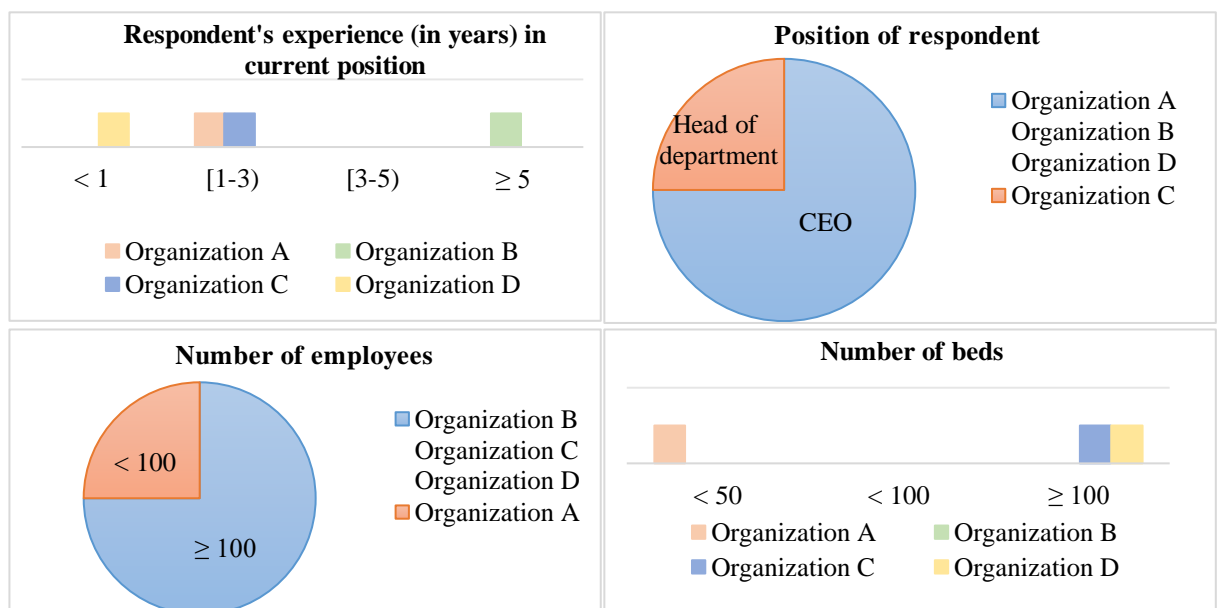 Respondent's experience (in years) in
current position
< 1 [1-3) [3-5) ≥ 5
Organization A Organization B
Organization C Organization D
Position of respondent
Head of
department
CEO
Organization A
Organization B
Organization D
Organization C
Number of employees
< 100
≥ 100
Organization B
Organization C
Organization D
Organization A
Number of beds
< 50 < 100 ≥ 100
Organization A Organization B
Organization C Organization D